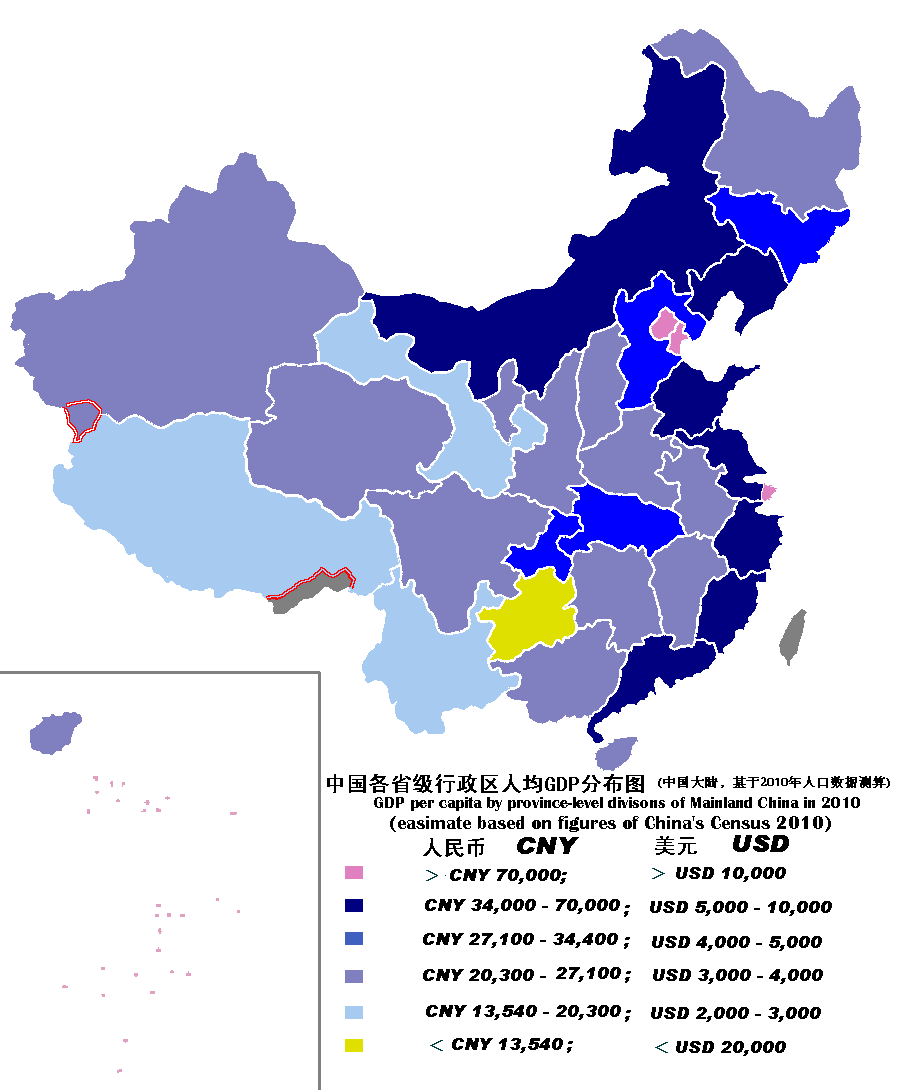 中国各省级行政区人均GDP分布图 (中国大陆，基于2010年人口数据测算)
GDP per capita by province-level divisons of Mainland China in 2010
(easimate based on figures of China's Census 2010)
人民币 CNY 美元 USD
> CNY 70,000; > USD 10,000
CNY 34,000 - 70,000; USD 5,000 - 10,000
CNY 27,100 - 34,400; USD 4,000 - 5,000
CNY 20,300 - 27,100; USD 3,000 - 4,000
CNY 13,540 - 20,300; USD 2,000 - 3,000
< CNY 13,540; < USD 20,000